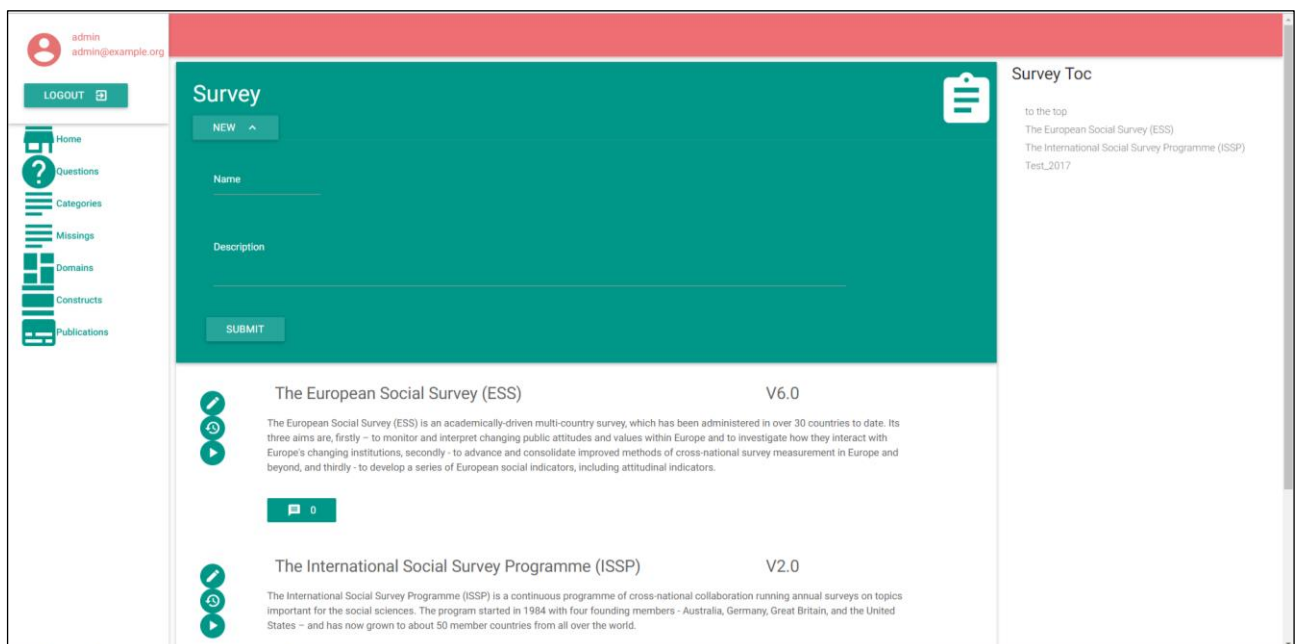 admin
admin@example.org
LOGOUT
Home
Questions
Categories
Missings
Domains
Constructs
Publications
Survey
NEW
Name
Description
SUBMIT
The European Social Survey (ESS) V6.0
The European Social Survey (ESS) is an academically-driven multi-country survey, which has been administered in over 30 countries to date. Its
three aims are, firstly – to monitor and interpret changing public attitudes and values within Europe and to investigate how they interact with
Europe's changing institutions, secondly - to advance and consolidate improved methods of cross-national survey measurement in Europe and
beyond, and thirdly - to develop a series of European social indicators, including attitudinal indicators.
0
The International Social Survey Programme (ISSP) V2.0
The International Social Survey Programme (ISSP) is a continuous programme of cross-national collaboration running annual surveys on topics
important for the social sciences. The program started in 1984 with four founding members - Australia, Germany, Great Britain, and the United
States – and has now grown to about 50 member countries from all over the world.
Survey Toc
to the top
The European Social Survey (ESS)
The International Social Survey Programme (ISSP)
Test_2017